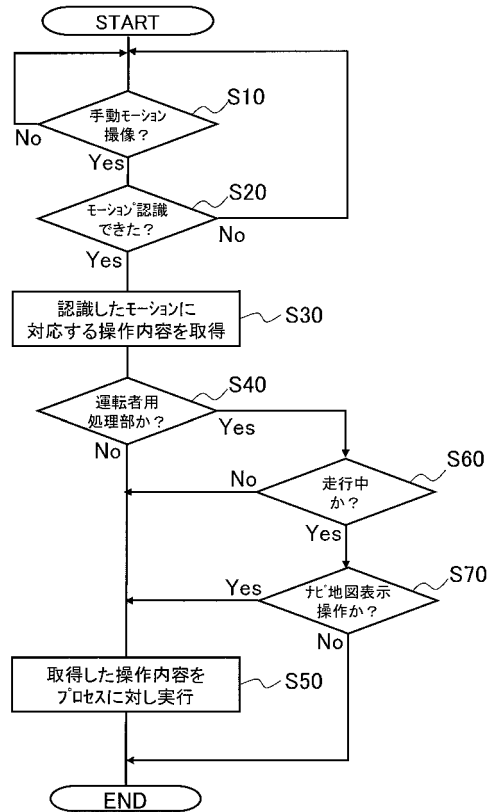 START
S10
手動モーション
撮像？
No
Yes
S20
モーション認識
できた？
No
Yes
認識したモーションに
対応する操作内容を取得
S30
S40
運転者用
処理部か？
Yes
No
S60
走行中
か？
No
Yes
S70
ナビ地図表示
操作か？
Yes
No
取得した操作内容を
プロセスに対し実行
S50
END